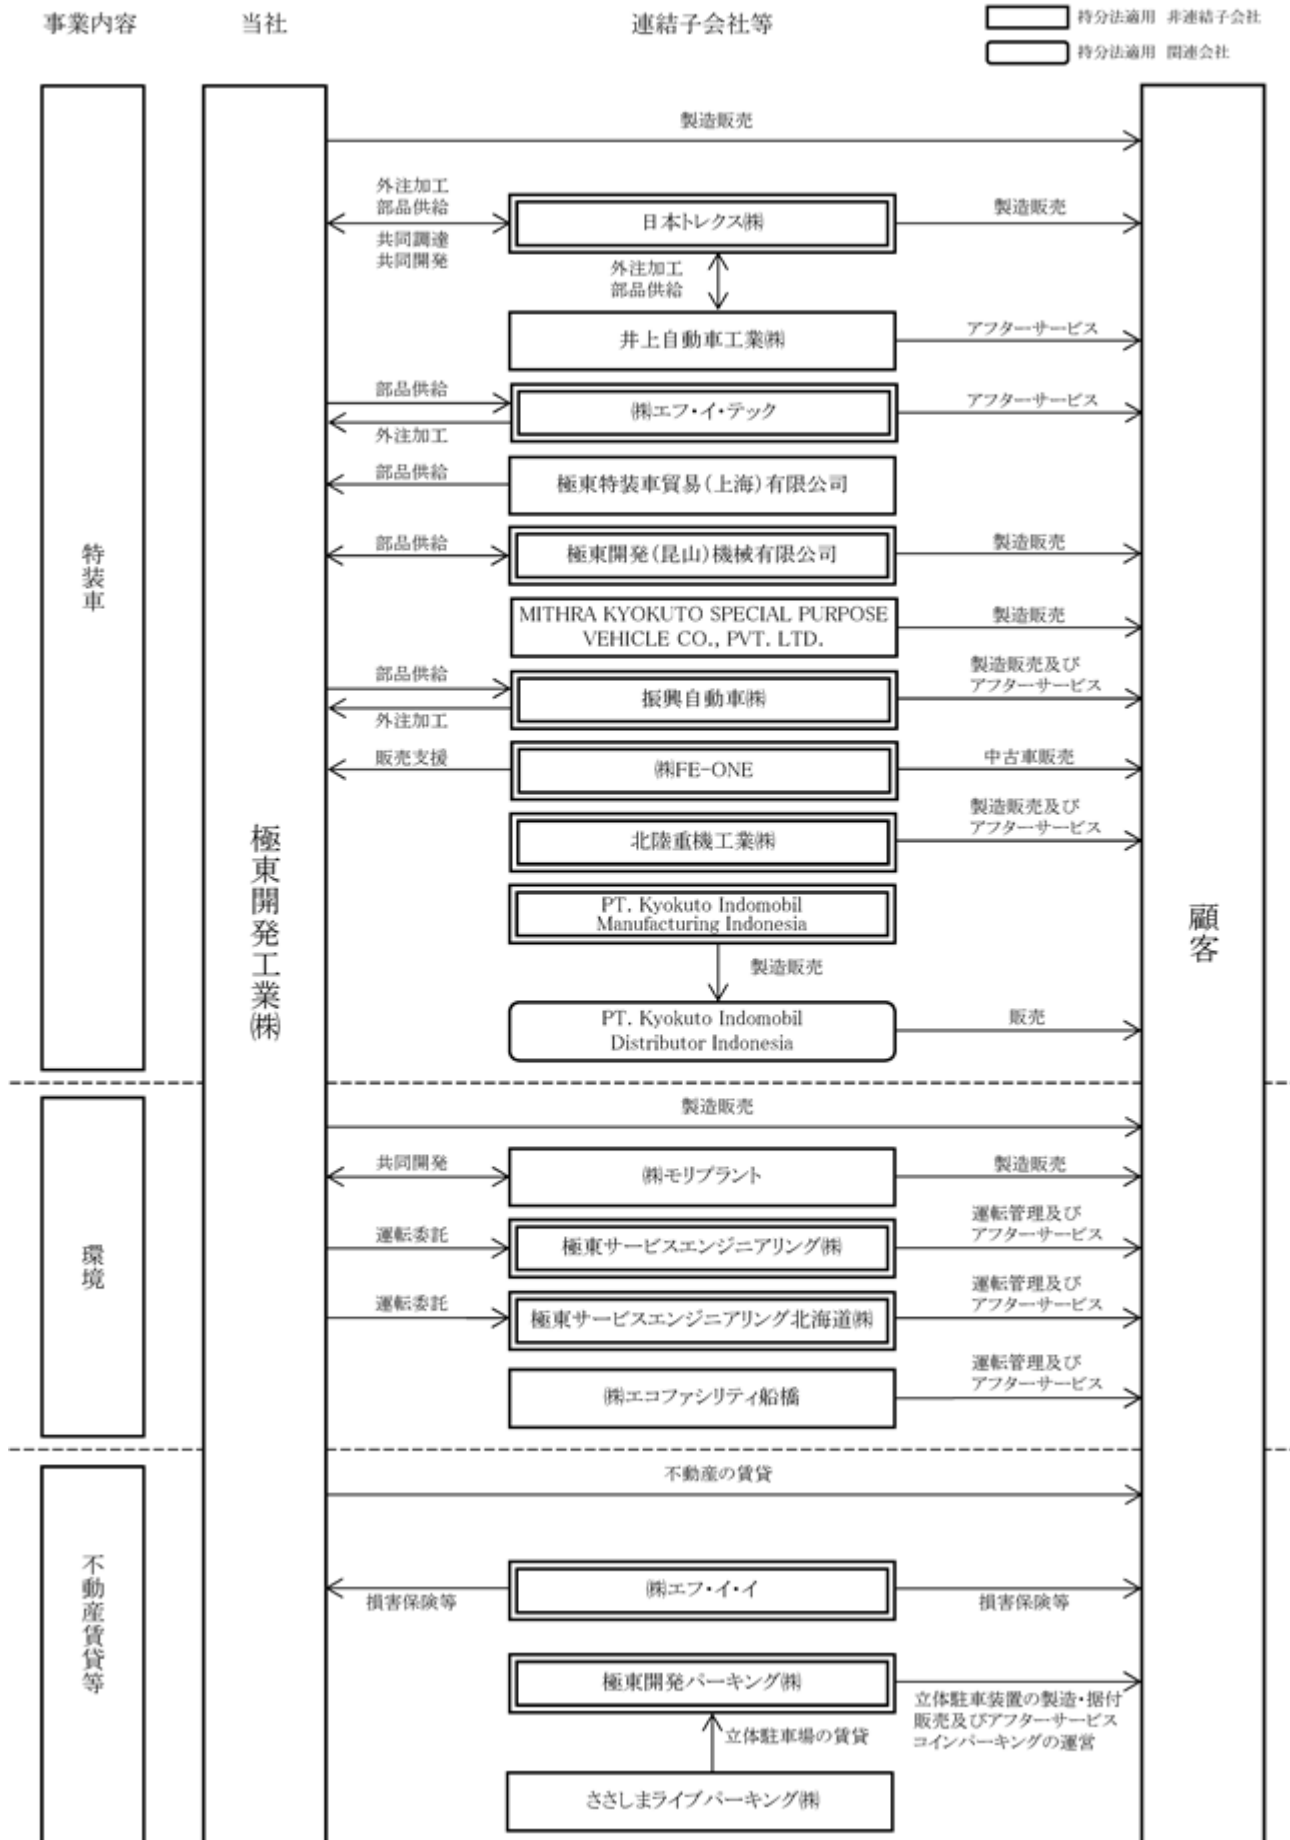 事業内容
当社
連結子会社等
持分法適用 非連結子会社
持分法適用 関連会社
特装車
極東開発工業㈱
顧客
製造販売
外注加工
部品供給
共同調達
共同開発
日本トレクス㈱
製造販売
外注加工
部品供給
井上自動車工業㈱
アフターサービス
部品供給
外注加工
㈱エフ・イ・テック
アフターサービス
部品供給
極東特装車貿易(上海)有限公司
部品供給
極東開発(昆山)機械有限公司
製造販売
MITHRA KYOKUTO SPECIAL PURPOSE
VEHICLE CO., PVT. LTD.
製造販売
部品供給
外注加工
振興自動車㈱
製造販売及び
アフターサービス
販売支援
㈱FE-ONE
中古車販売
北陸重機工業㈱
製造販売及び
アフターサービス
PT. Kyokuto Indomobil
Manufacturing Indonesia
製造販売
PT. Kyokuto Indomobil
Distributor Indonesia
販売
環境
製造販売
共同開発
㈱モリプラント
製造販売
運転委託
極東サービスエンジニアリング㈱
運転管理及び
アフターサービス
運転委託
極東サービスエンジニアリング北海道㈱
運転管理及び
アフターサービス
㈱エコファシリティ船橋
運転管理及び
アフターサービス
不動産賃貸等
不動産の賃貸
損害保険等
㈱エフ・イ・イ
損害保険等
極東開発パーキング㈱
立体駐車装置の製造・据付
販売及びアフターサービス
コインパーキングの運営
立体駐車場の賃貸
ささしまライブパーキング㈱